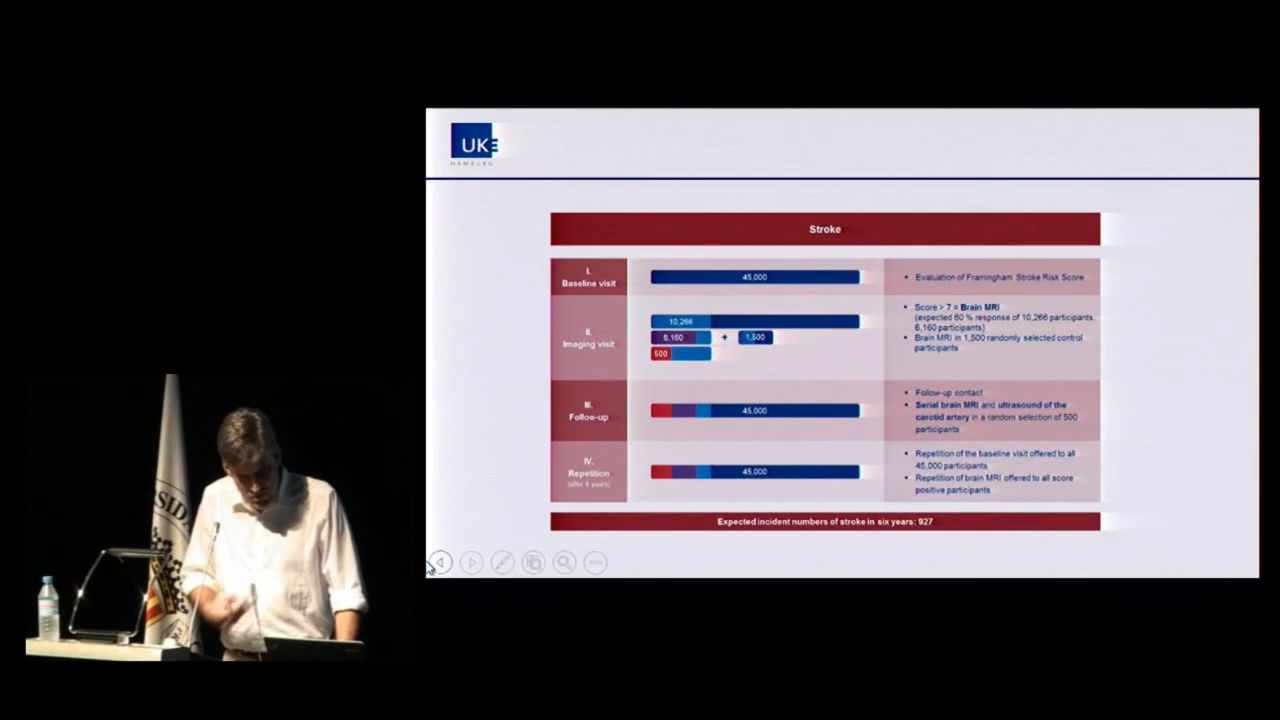 UKE
HAMBURG
Stroke
I.
Baseline visit
45,000
▪ Evaluation of Framingham Stroke Risk Score
II.
Imaging visit
10,266
6,160
+
1,500
500
▪ Score > 7 = Brain MRI
(expected 60 % response of 10,266 participants:
6,160 participants)
▪ Brain MRI in 1,500 randomly selected control
participants
III.
Follow-up
45,000
▪ Follow-up contact
▪ Serial brain MRI and ultrasound of the
carotid artery in a random selection of 500
participants
IV.
Repetition
(after 6 years)
45,000
▪ Repetition of the baseline visit offered to all
45,000 participants
▪ Repetition of brain MRI offered to all score
positive participants
Expected incident numbers of stroke in six years: 927
SIDA